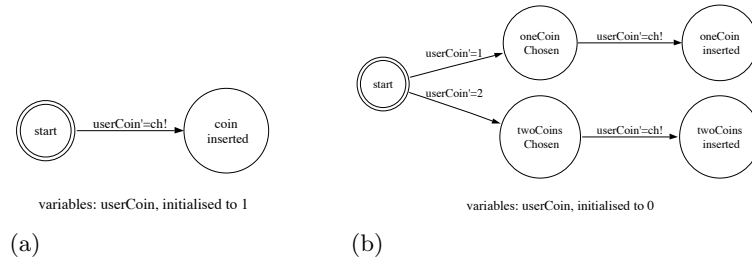 start
userCoin'=ch!
coin
inserted
variables: userCoin, initialised to 1
(a)
start
userCoin'=1
userCoin'=2
oneCoin
Chosen
userCoin'=ch!
oneCoin
inserted
twoCoins
Chosen
userCoin'=ch!
twoCoins
inserted
variables: userCoin, initialised to 0
(b)